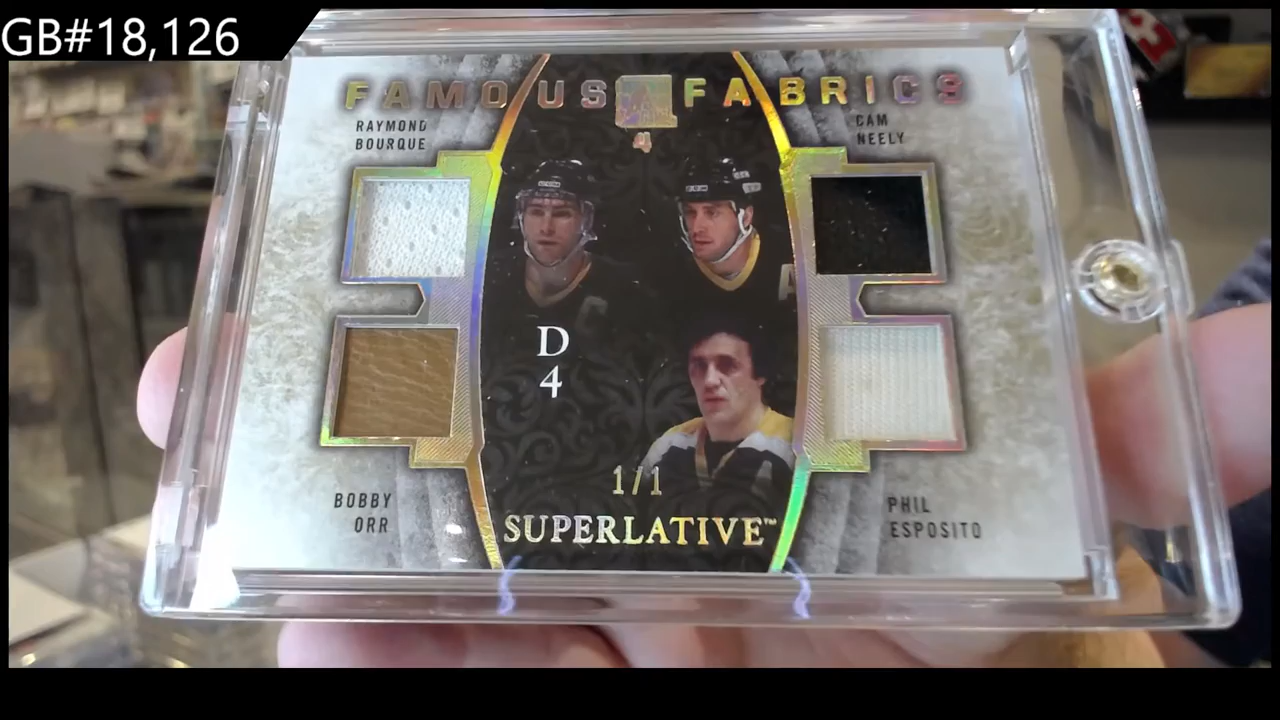 GB#18,126
FAMOUS FABRICS
4
RAYMOND
BOURQUE
CAM
NEELY
D
4
BOBBY
ORR
PHIL
ESPOSITO
1/1
SUPERLATIVE™